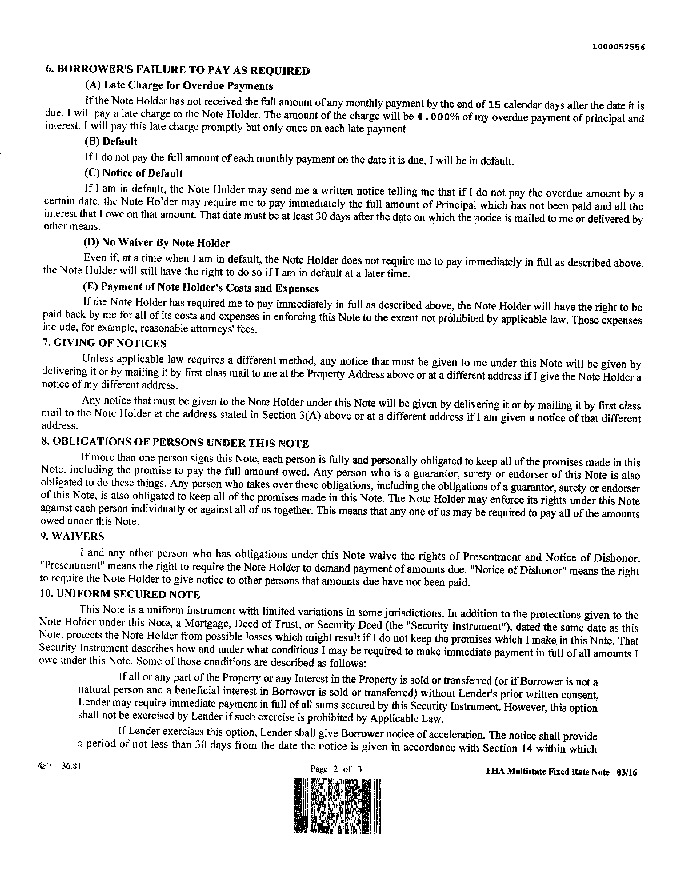 1000052556
6. BORROWER'S FAILURE TO PAY AS REQUIRED
(A) Late Charge for Overdue Payments
If the Note Holder has not received the full amount of any monthly payment by the end of 15 calendar days after the date it is
due, I will pay a late charge to the Note Holder. The amount of the charge will be 4.000% of my overdue payment of principal and
interest. I will pay this late charge promptly but only once on each late payment
(B) Default
If I do not pay the full amount of each monthly payment on the date it is due, I will be in default.
(C) Notice of Default
If I am in default, the Note Holder may send me a written notice telling me that if I do not pay the overdue amount by a
certain date, the Note Holder may require me to pay immediately the full amount of Principal which has not been paid and all the
interest that I owe on that amount. That date must be at least 30 days after the date on which the notice is mailed to me or delivered by
other means.
(D) No Waiver By Note Holder
Even if, at a time when I am in default, the Note Holder does not require me to pay immediately in full as described above,
the Note Holder will still have the right to do so if I am in default at a later time.
(E) Payment of Note Holder's Costs and Expenses
If the Note Holder has required me to pay immediately in full as described above, the Note Holder will have the right to be
paid back by me for all of its costs and expenses in enforcing this Note to the extent not prohibited by applicable law. Those expenses
include, for example, reasonable attorneys' fees.
7. GIVING OF NOTICES
Unless applicable law requires a different method, any notice that must be given to me under this Note will be given by
delivering it or by mailing it by first class mail to me at the Property Address above or at a different address if I give the Note Holder a
notice of my different address.
Any notice that must be given to the Note Holder under this Note will be given by delivering it or by mailing it by first class
mail to the Note Holder at the address stated in Section 3(A) above or at a different address if I am given a notice of that different
address.
8. OBLIGATIONS OF PERSONS UNDER THIS NOTE
If more than one person signs this Note, each person is fully and personally obligated to keep all of the promises made in this
Note, including the promise to pay the full amount owed. Any person who is a guarantor, surety or endorser of this Note is also
obligated to do these things. Any person who takes over these obligations, including the obligations of a guarantor, surety or endorser
of this Note, is also obligated to keep all of the promises made in this Note. The Note Holder may enforce its rights under this Note
against each person individually or against all of us together. This means that any one of us may be required to pay all of the amounts
owed under this Note.
9. WAIVERS
I and any other person who has obligations under this Note waive the rights of Presentment and Notice of Dishonor.
"Presentment" means the right to require the Note Holder to demand payment of amounts due. "Notice of Dishonor" means the right
to require the Note Holder to give notice to other persons that amounts due have not been paid.
10. UNIFORM SECURED NOTE
This Note is a uniform instrument with limited variations in some jurisdictions. In addition to the protections given to the
Note Holder under this Note, a Mortgage, Deed of Trust, or Security Deed (the "Security Instrument"), dated the same date as this
Note, protects the Note Holder from possible losses which might result if I do not keep the promises which I make in this Note. That
Security Instrument describes how and under what conditions I may be required to make immediate payment in full of all amounts I
owe under this Note. Some of those conditions are described as follows:
If all or any part of the Property or any Interest in the Property is sold or transferred (or if Borrower is not a
natural person and a beneficial interest in Borrower is sold or transferred) without Lender's prior written consent,
Lender may require immediate payment in full of all sums secured by this Security Instrument. However, this option
shall not be exercised by Lender if such exercise is prohibited by Applicable Law.
If Lender exercises this option, Lender shall give Borrower notice of acceleration. The notice shall provide
a period of not less than 30 days from the date the notice is given in accordance with Section 14 within which
36.81
Page 2 of 3
FHA Multistate Fixed Rate Note 03/16